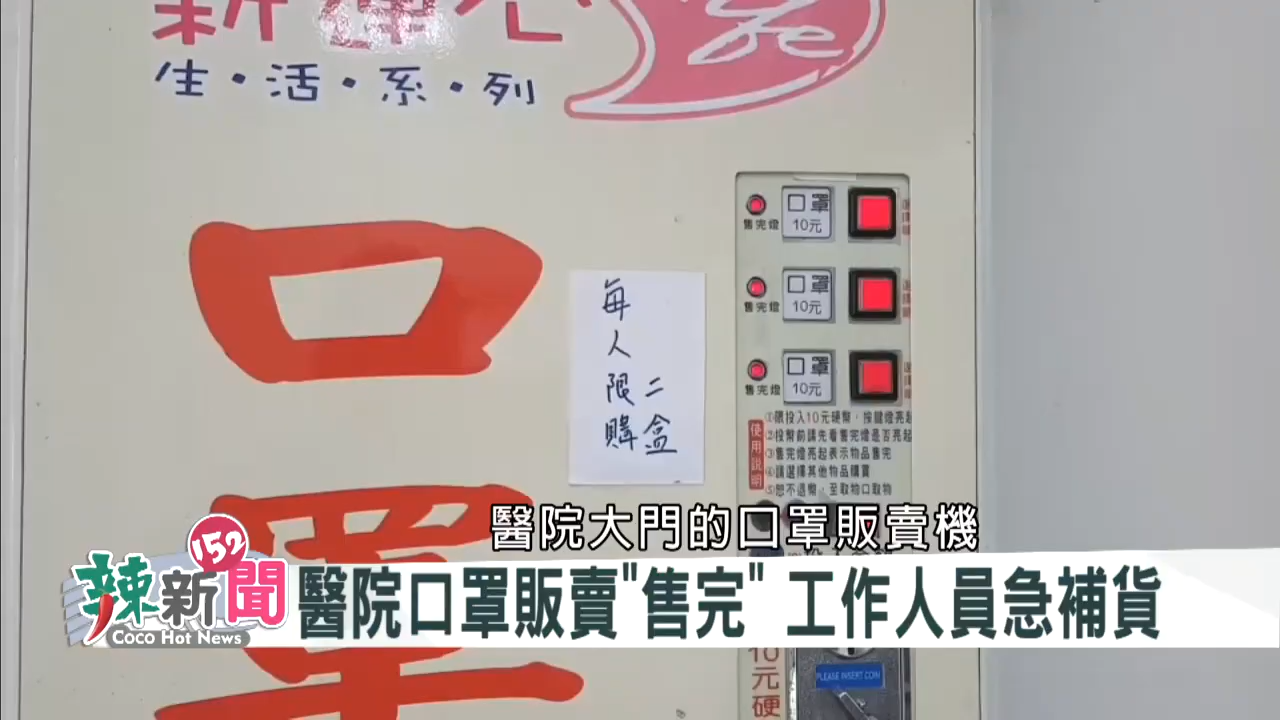 生・活・系・列
口罩
每人限購
二盒
售完燈
口罩
10元
售完燈
口罩
10元
售完燈
口罩
10元
使用說明
①限投入10元硬幣，按鍵燈亮起
②投幣前請先看售完燈是否亮起
③售完燈亮起表示物品售完
④請選擇其他物品購買
⑤恕不退幣，至取物口取物
醫院大門的口罩販賣機
152
辣新聞
Coco Hot News
醫院口罩販賣"售完" 工作人員急補貨
10元硬
PLEASE INSERT COIN